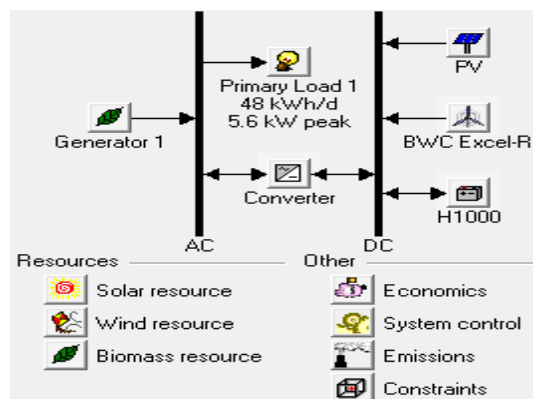 Primary Load 1
48 kWh/d
5.6 kW peak
PV
Generator 1
BWC Excel-R
Converter
H1000
AC
DC
Resources
Other
Solar resource
Economics
Wind resource
System control
Biomass resource
Emissions
Constraints